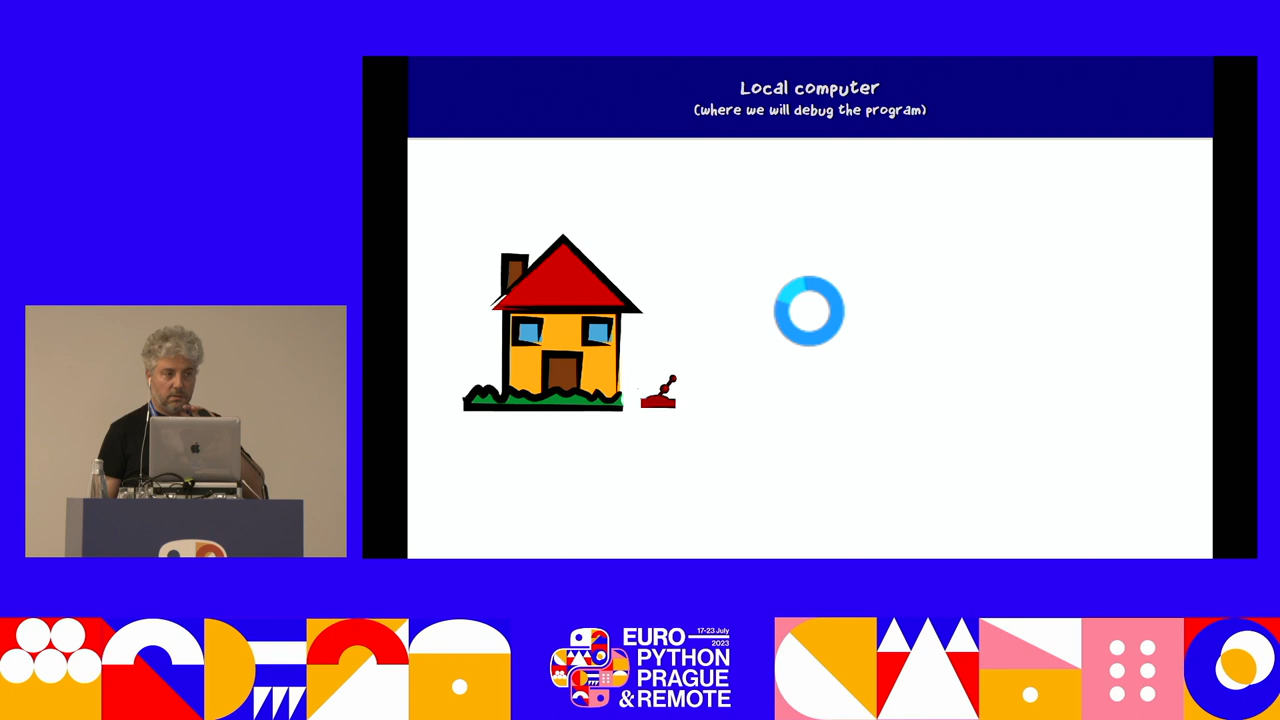 Local computer
(where we will debug the program)
EURO
17-23 July
2023
PYTHON
PRAGUE
& REMOTE